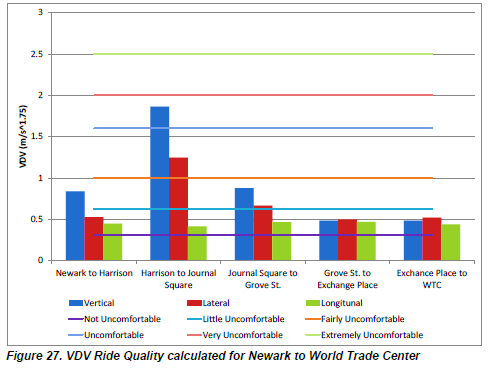 3
2.5
2
1.5
1
0.5
0
VDV (m/s^1.75)
Newark to Harrison
Harrison to Journal
Square
Journal Square to
Grove St.
Grove St. to
Exchange Place
Exchance Place to
WTC
Vertical
Lateral
Longitunal
Not Uncomfortable
Little Uncomfortable
Fairly Uncomfortable
Uncomfortable
Very Uncomfortable
Extremely Uncomfortable
Figure 27. VDV Ride Quality calculated for Newark to World Trade Center